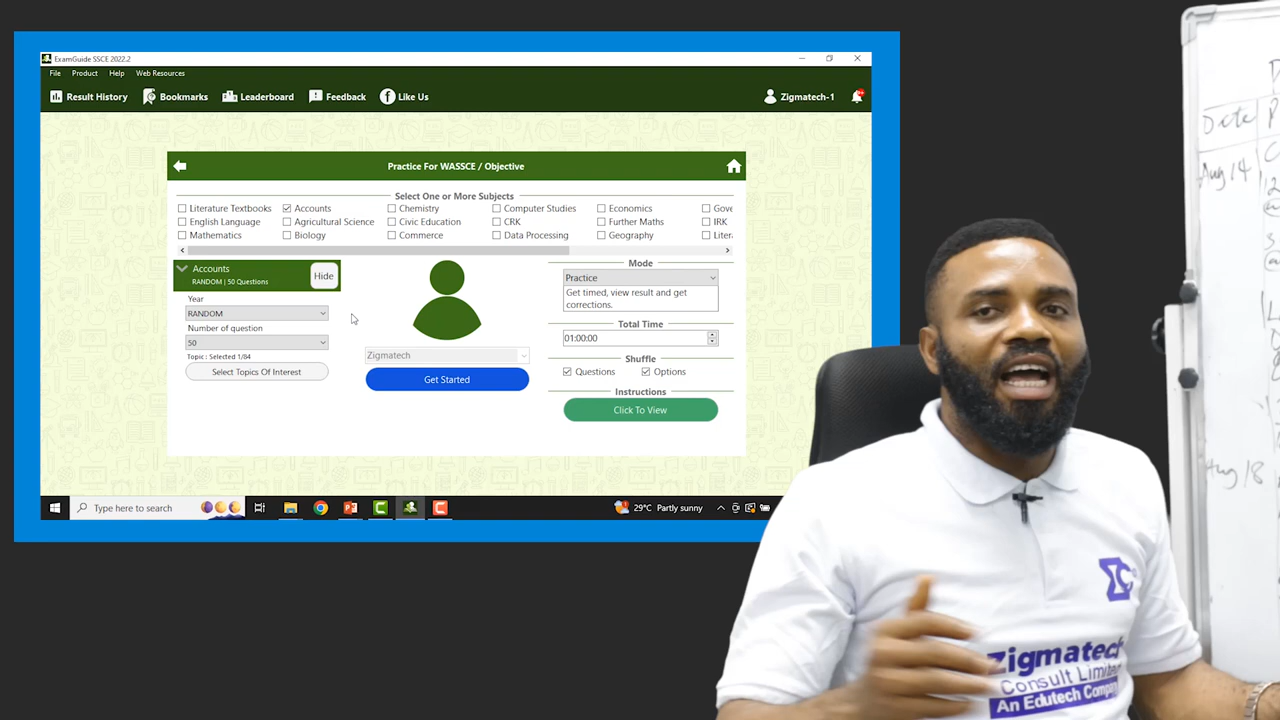 ExamGuide SSCE 2022.2
File Product Help Web Resources
Result History Bookmarks Leaderboard Feedback Like Us Zigmatech-1
Practice For WASSCE / Objective
Select One or More Subjects
Literature Textbooks Accounts Chemistry Computer Studies Economics Gove
English Language Agricultural Science Civic Education CRK Further Maths IRK
Mathematics Biology Commerce Data Processing Geography Liter
Accounts
RANDOM | 50 Questions
Hide
Year
RANDOM
Number of question
50
Topic : Selected 1/84
Select Topics Of Interest
Zigmatech
Get Started
Mode
Practice
Get timed, view result and get
corrections.
Total Time
01:00:00
Shuffle
Questions Options
Instructions
Click To View
Type here to search
29°C Partly sunny
Date
Aug 14
Aug 18
Zigmatech
Consult Limited
An Edutech Company